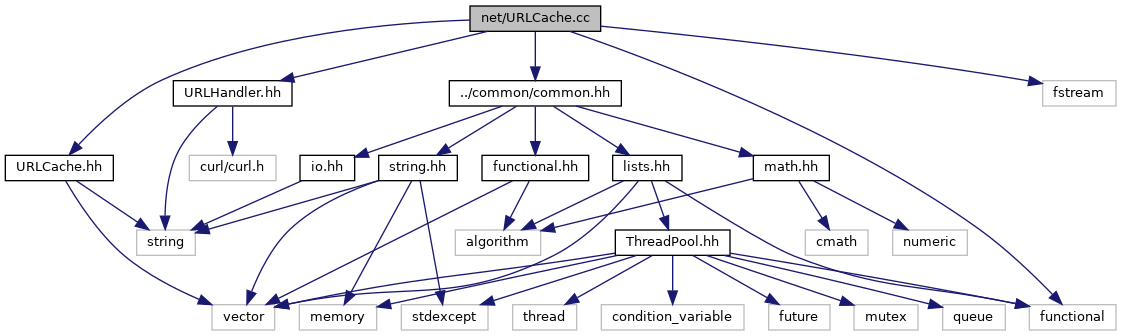 net/URLCache.cc
URLHandler.hh
../common/common.hh
fstream
URLCache.hh
curl/curl.h
io.hh
string.hh
functional.hh
lists.hh
math.hh
string
algorithm
ThreadPool.hh
cmath
numeric
vector
memory
stdexcept
thread
condition_variable
future
mutex
queue
functional